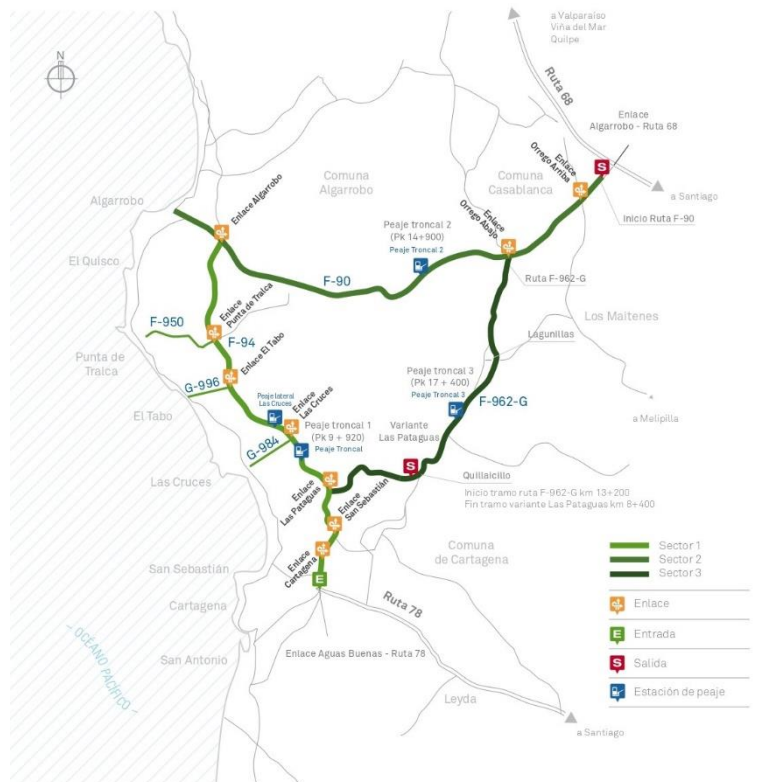 a Valparaíso
Viña del Mar
Quilpe
N
Ruta 68
Enlace
Algarrobo - Ruta 68
Enlace
Orrego Arriba
S
a Santiago
Comuna
Algarrobo
Comuna
Casablanca
Algarrobo
Enlace Algarrobo
Inicio Ruta F-90
Peaje troncal 2
(Pk 14+900)
Peaje Troncal 2
Enlace
Orrego Abajo
El Quisco
F-90
Ruta F-962-G
Enlace
Punta de Tralca
F-950
F-94
Los Maitenes
Lagunillas
Enlace El Tabo
Punta de
Tralca
G-996
Peaje troncal 3
(Pk 17 + 400)
Peaje Troncal 3
F-962-G
Peaje lateral
Las Cruces
Enlace
Las Cruces
El Tabo
a Melipilla
Peaje troncal 1
(Pk 9 + 920)
Peaje Troncal
Variante
Las Pataguas
G-984
S
Las Cruces
Enlace
Las Pataguas
Quillaicillo
Inicio tramo ruta F-962-G km 13+200
Fin tramo variante Las Pataguas km 8+400
Enlace
San Sebastián
Enlace
Cartagena
Comuna
de Cartagena
San Sebastián
E
Cartagena
Ruta 78
San Antonio
Enlace Aguas Buenas - Ruta 78
OCÉANO PACÍFICO
Leyda
a Santiago
Sector 1
Sector 2
Sector 3
Enlace
E Entrada
S Salida
Estación de peaje